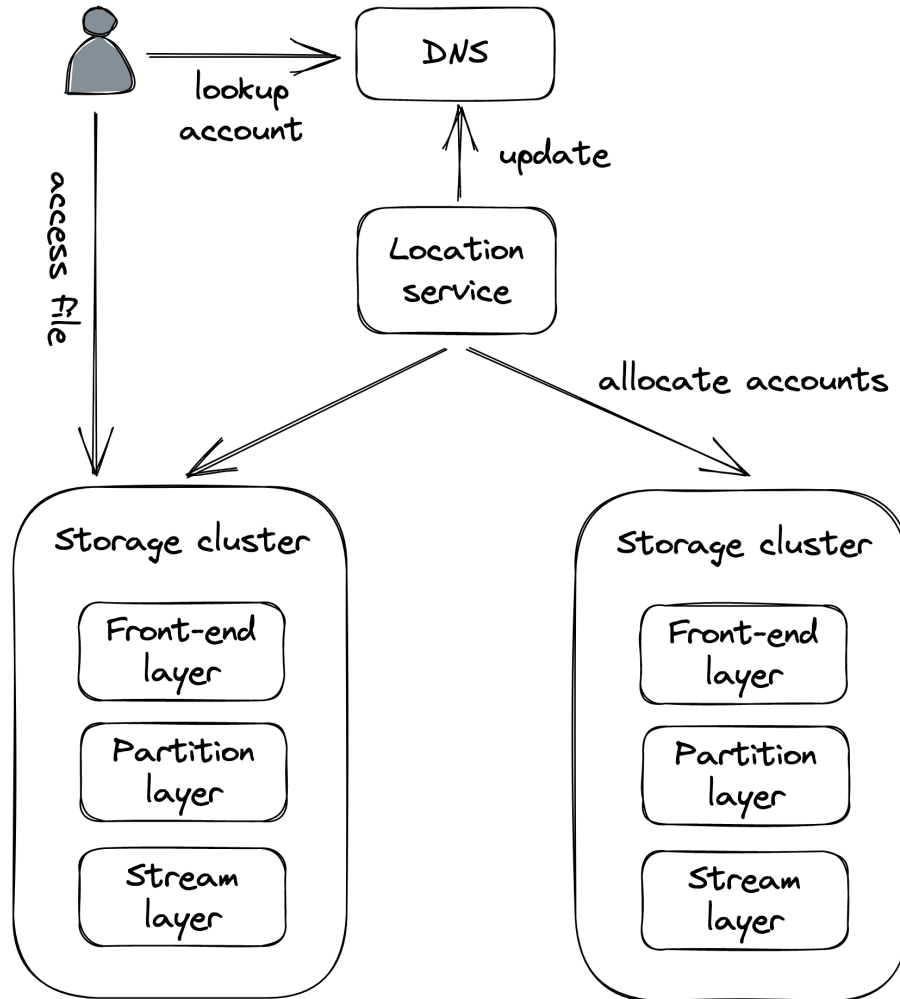 DNS
lookup
account
update
access file
Location
service
allocate accounts
Storage cluster
Front-end
layer
Partition
layer
Stream
layer
Storage cluster
Front-end
layer
Partition
layer
Stream
layer